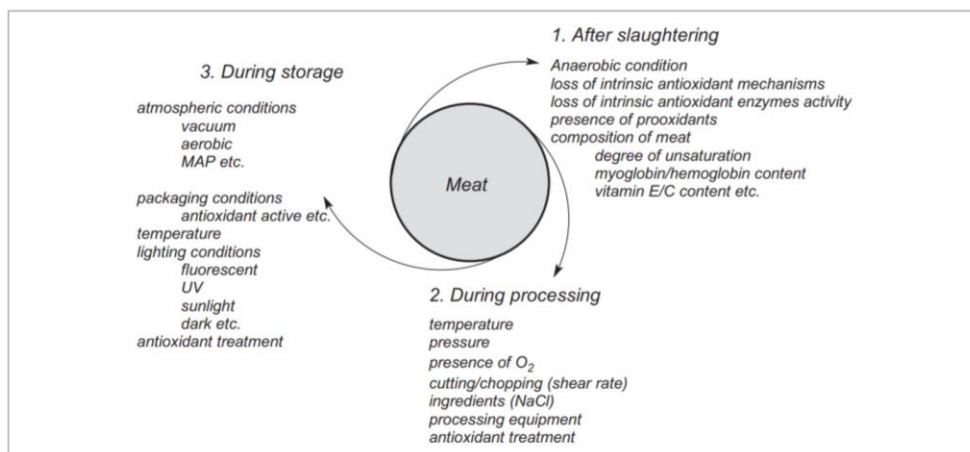 1. After slaughtering
Anaerobic condition
loss of intrinsic antioxidant mechanisms
loss of intrinsic antioxidant enzymes activity
presence of prooxidants
composition of meat
degree of unsaturation
myoglobin/hemoglobin content
vitamin E/C content etc.
Meat
2. During processing
temperature
pressure
presence of O₂
cutting/chopping (shear rate)
ingredients (NaCl)
processing equipment
antioxidant treatment
3. During storage
atmospheric conditions
vacuum
aerobic
MAP etc.
packaging conditions
antioxidant active etc.
temperature
lighting conditions
fluorescent
UV
sunlight
dark etc.
antioxidant treatment